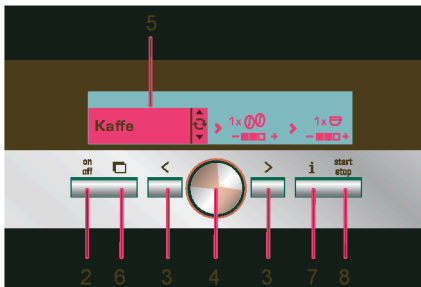 5
Kaffe > 1x > 1x
- + - +
on off < > i start stop
2 6 3 4 3 7 8